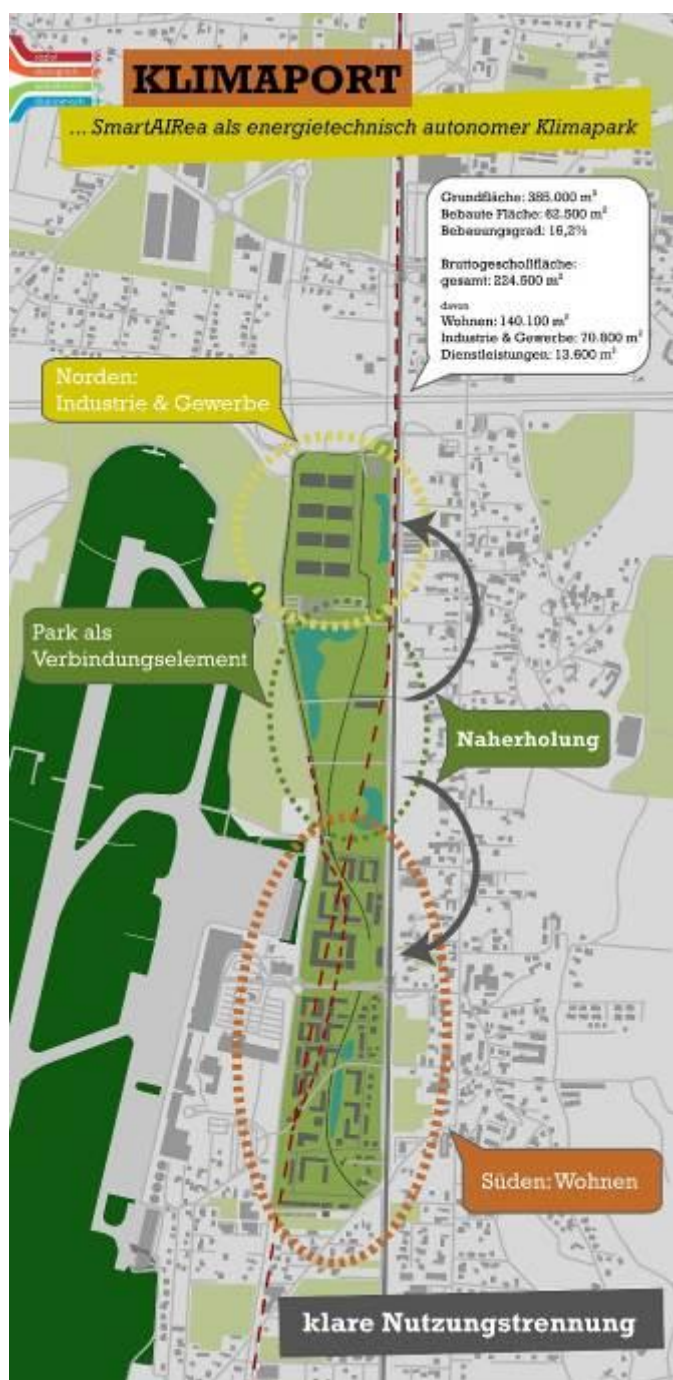 KLIMAPORT
... SmartAIRea als energietechnisch autonomer Klimapark
Grundfläche: 385.000 m²
Bebaute Fläche: 62.500 m²
Bebauungsgrad: 16,2%
Bruttogeschoßfläche:
gesamt: 224.500 m²
davon
Wohnen: 140.100 m²
Industrie & Gewerbe: 70.800 m²
Dienstleistungen: 13.600 m²
Norden:
Industrie & Gewerbe
Park als
Verbindungselement
Naherholung
Süden: Wohnen
klare Nutzungstrennung